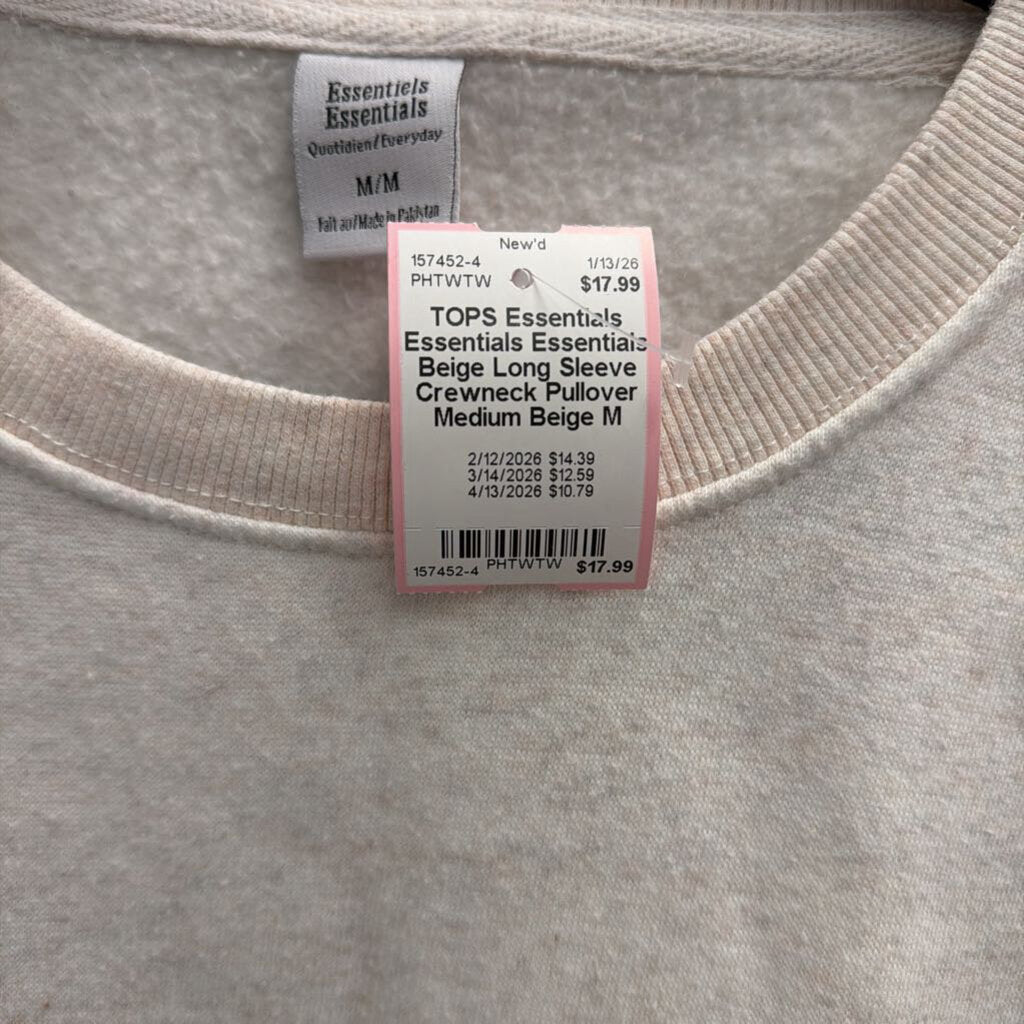 Essentiels
Essentials
Quotidien/Everyday
M/M
Fait au/Made in Pakistan
New'd
157452-4 1/13/26
PHTWTW $17.99
TOPS Essentials
Essentials Essentials
Beige Long Sleeve
Crewneck Pullover
Medium Beige M
2/12/2026 $14.39
3/14/2026 $12.59
4/13/2026 $10.79
157452-4 PHTWTW $17.99